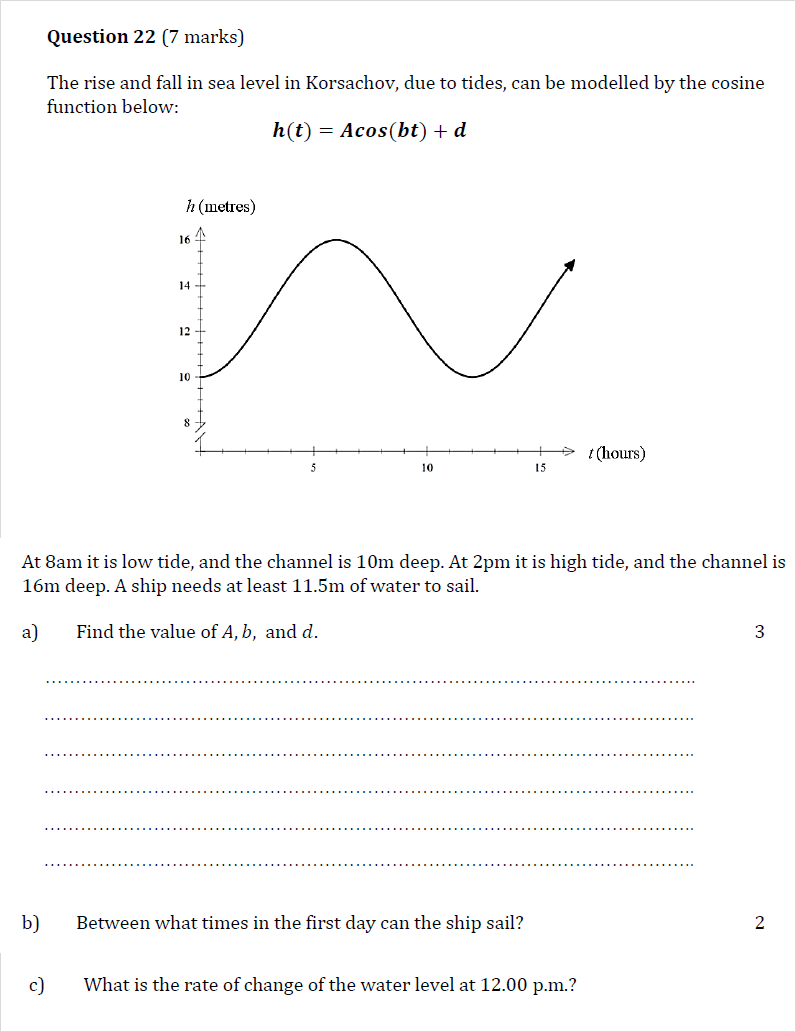 Question 22 (7 marks)
The rise and fall in sea level in Korsachov, due to tides, can be modelled by the cosine
function below:
h(t) = Acos(bt) + d
h (metres)
16
14
12
10
8
t (hours)
5 10 15
At 8am it is low tide, and the channel is 10m deep. At 2pm it is high tide, and the channel is
16m deep. A ship needs at least 11.5m of water to sail.
a) Find the value of A, b, and d. 3
b) Between what times in the first day can the ship sail? 2
c) What is the rate of change of the water level at 12.00 p.m.?